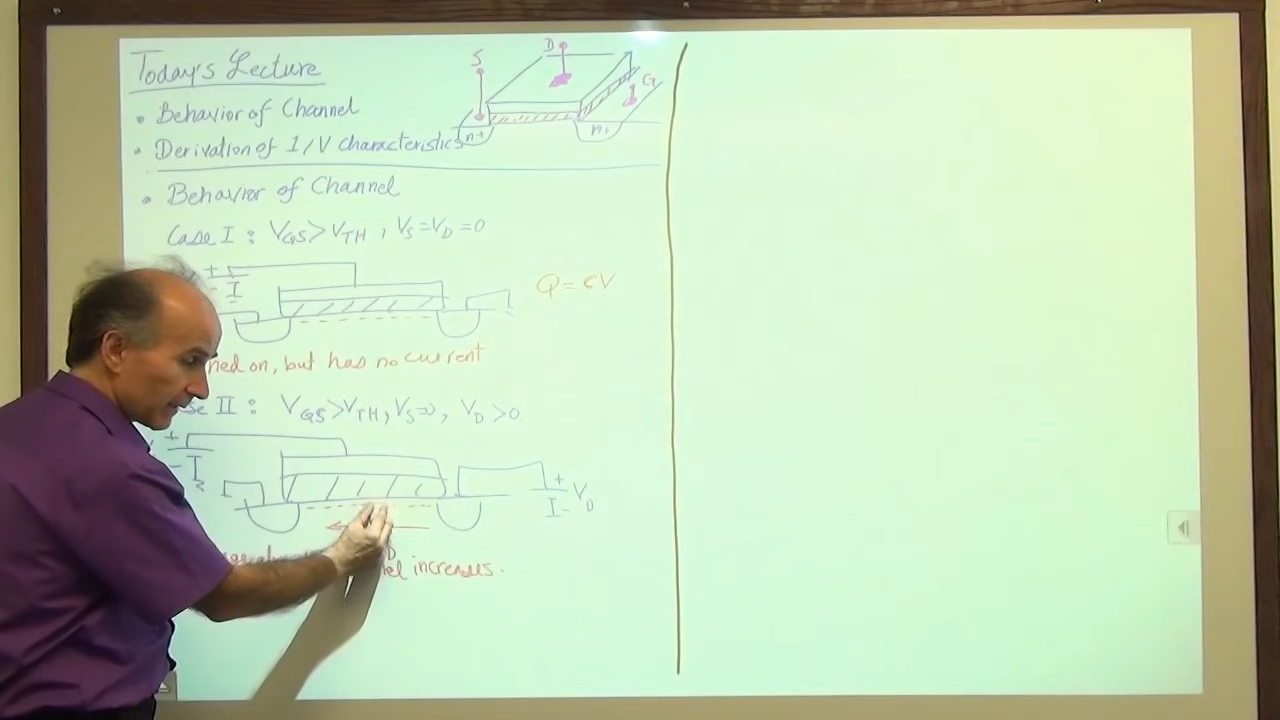 Today's Lecture
S D G
• Behavior of Channel
n+ n+
• Derivation of I/V characteristics
• Behavior of Channel
Case I : VGS > VTH , VS = VD = 0
+
-
Q = CV
ned on, but has no current
se II : VGS > VTH , VS = 0 , VD > 0
+
-
+
- VD
D
el increases.